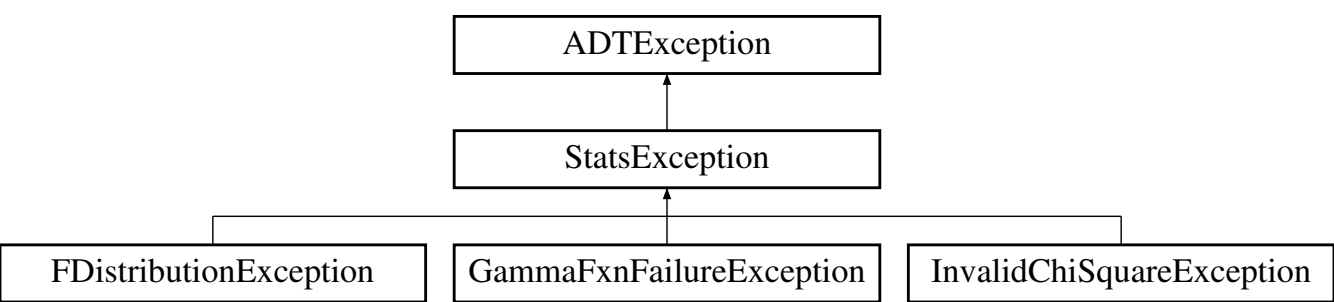 ADTException
StatsException
FDistributionException
GammaFxnFailureException
InvalidChiSquareException